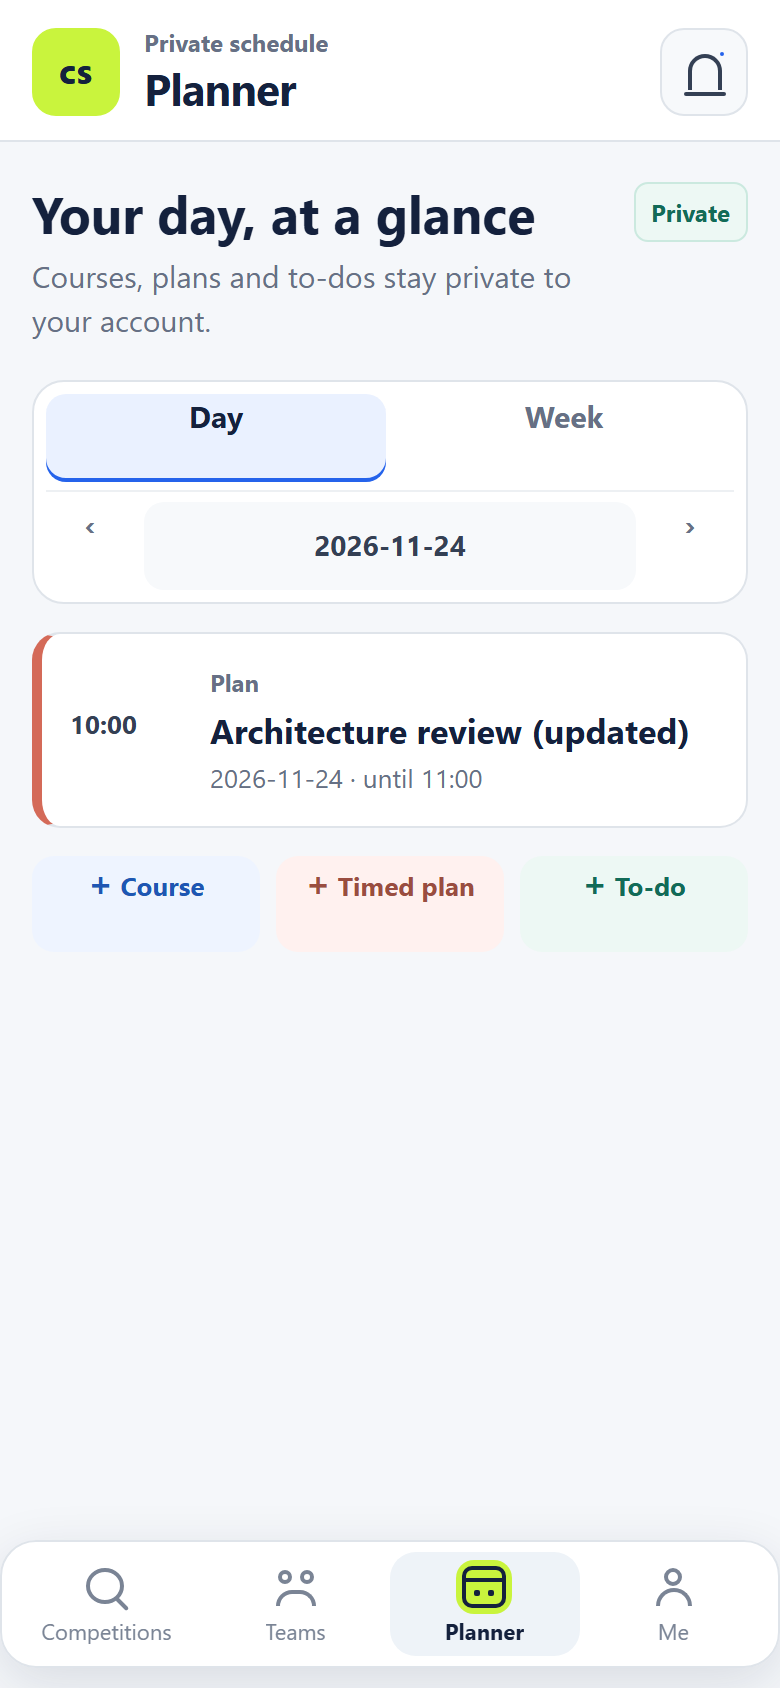 cs
Private schedule
Planner
Your day, at a glance
Private
Courses, plans and to-dos stay private to
your account.
Day
Week
‹
2026-11-24
›
Plan
10:00
Architecture review (updated)
2026-11-24 · until 11:00
+ Course
+ Timed plan
+ To-do
Competitions
Teams
Planner
Me